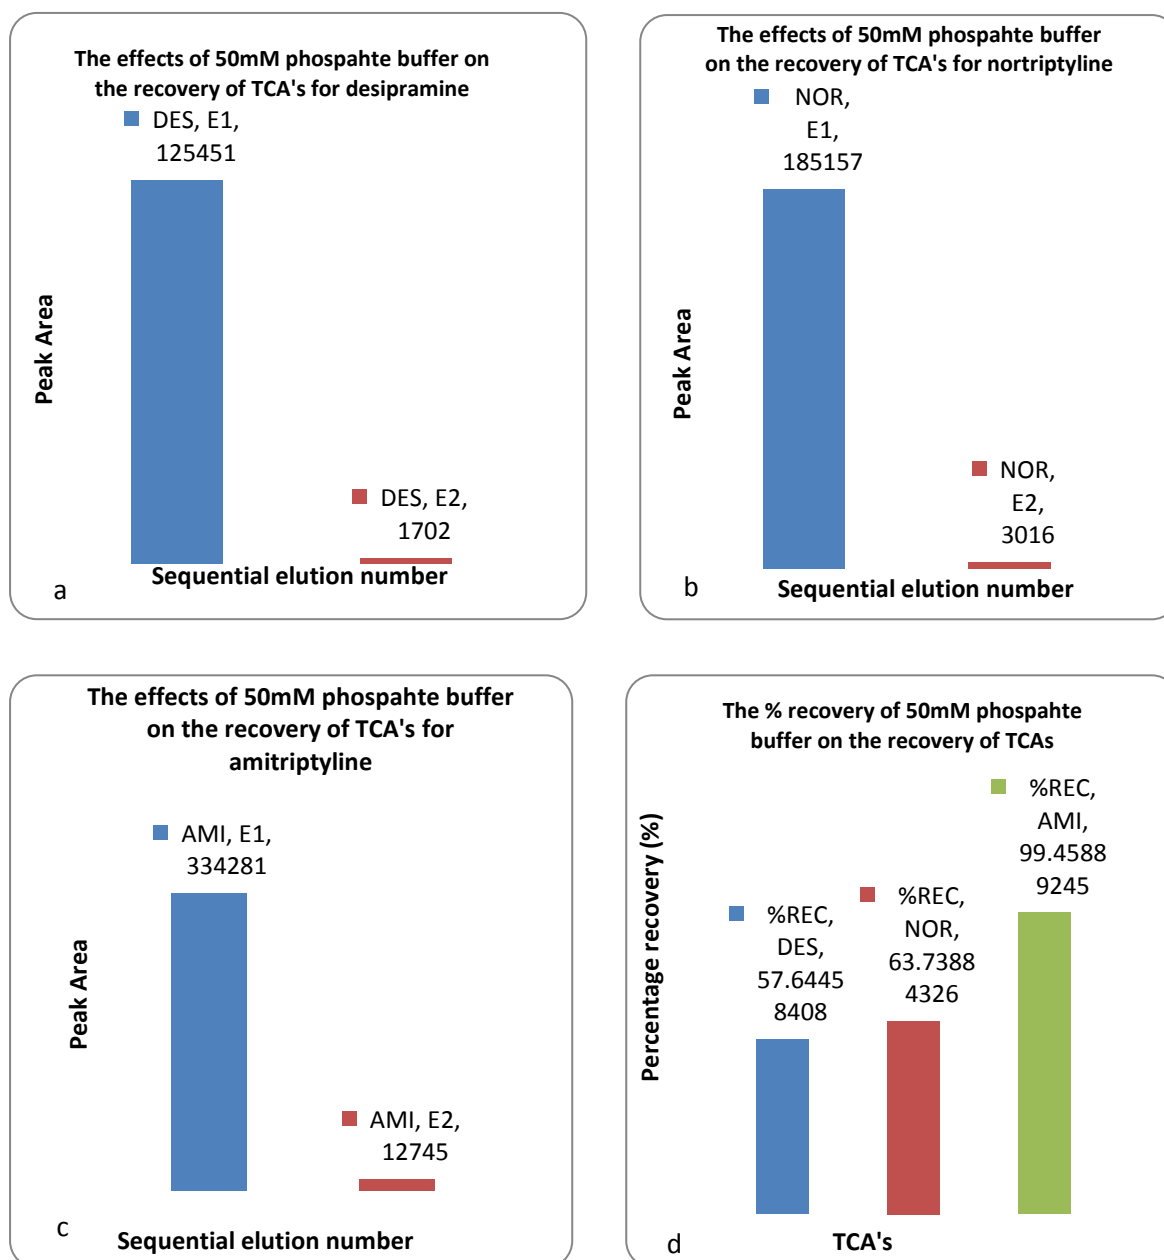 The effects of 50mM phospahte buffer on
the recovery of TCA's for desipramine
DES, E1,
125451
Peak Area
DES, E2,
1702
Sequential elution number
a
The effects of 50mM phospahte buffer
on the recovery of TCA's for nortriptyline
NOR,
E1,
185157
Peak Area
NOR,
E2,
3016
Sequential elution number
b
The effects of 50mM phospahte buffer
on the recovery of TCA's for
amitriptyline
AMI, E1,
334281
Peak Area
AMI, E2,
12745
Sequential elution number
c
The % recovery of 50mM phospahte
buffer on the recovery of TCAs
Percentage recovery (%)
%REC,
DES,
57.6445
8408
%REC,
NOR,
63.7388
4326
%REC,
AMI,
99.4588
9245
TCA's
d